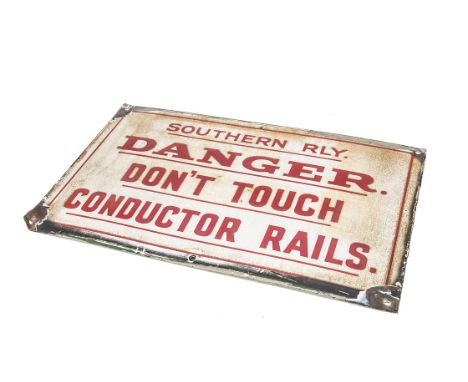 SOUTHERN RLY.
DANGER.
DON'T TOUCH
CONDUCTOR RAILS.